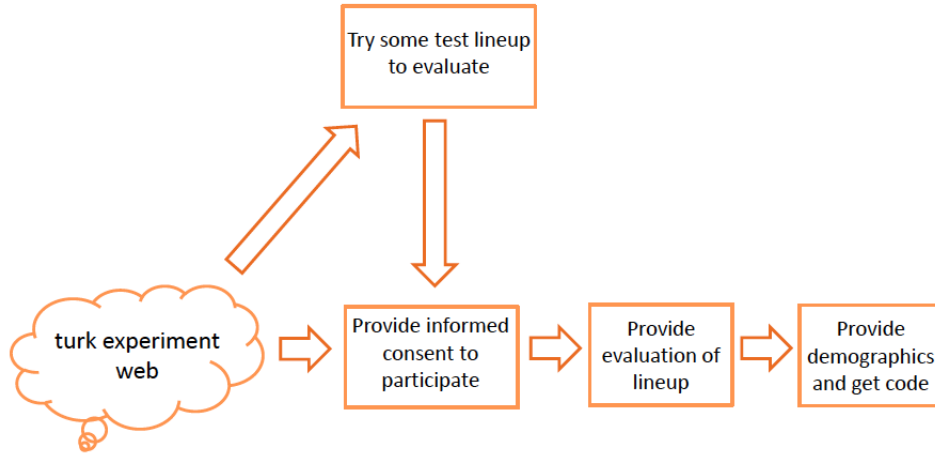 Try some test lineup
to evaluate
turk experiment
web
Provide informed
consent to
participate
Provide
evaluation of
lineup
Provide
demographics
and get code